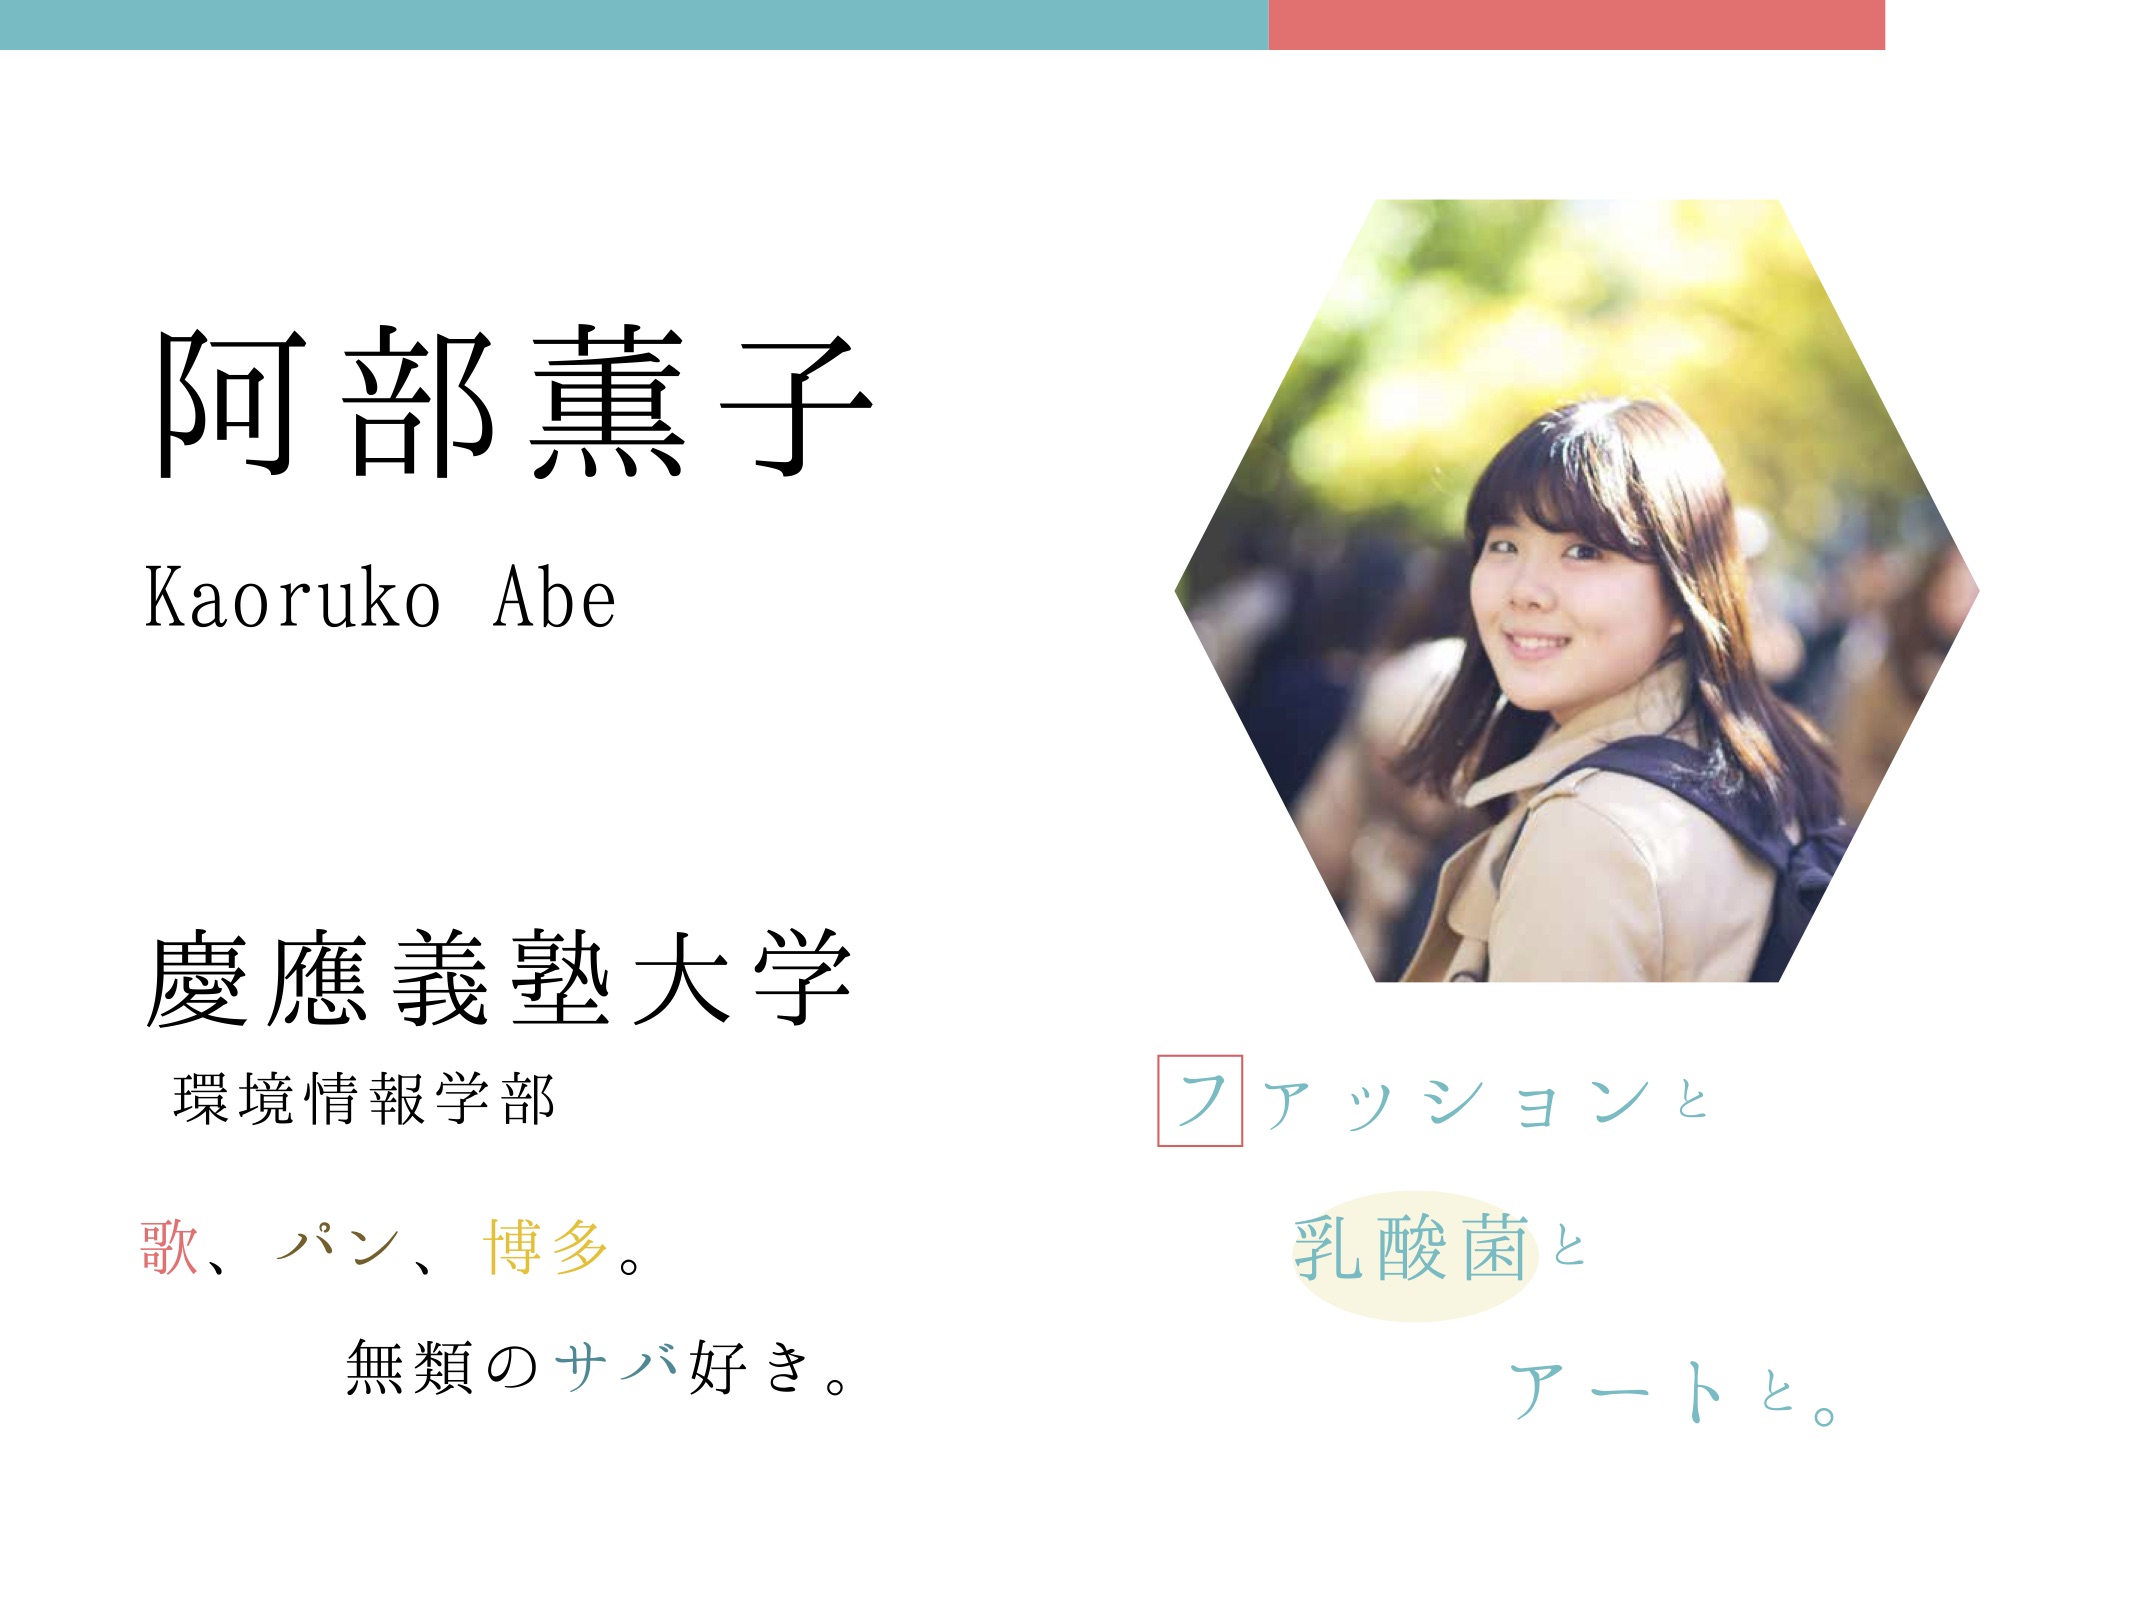 阿部薫子
Kaoruko Abe
慶應義塾大学
環境情報学部
歌、パン、博多。
無類のサバ好き。
ファッションと
乳酸菌と
アートと。